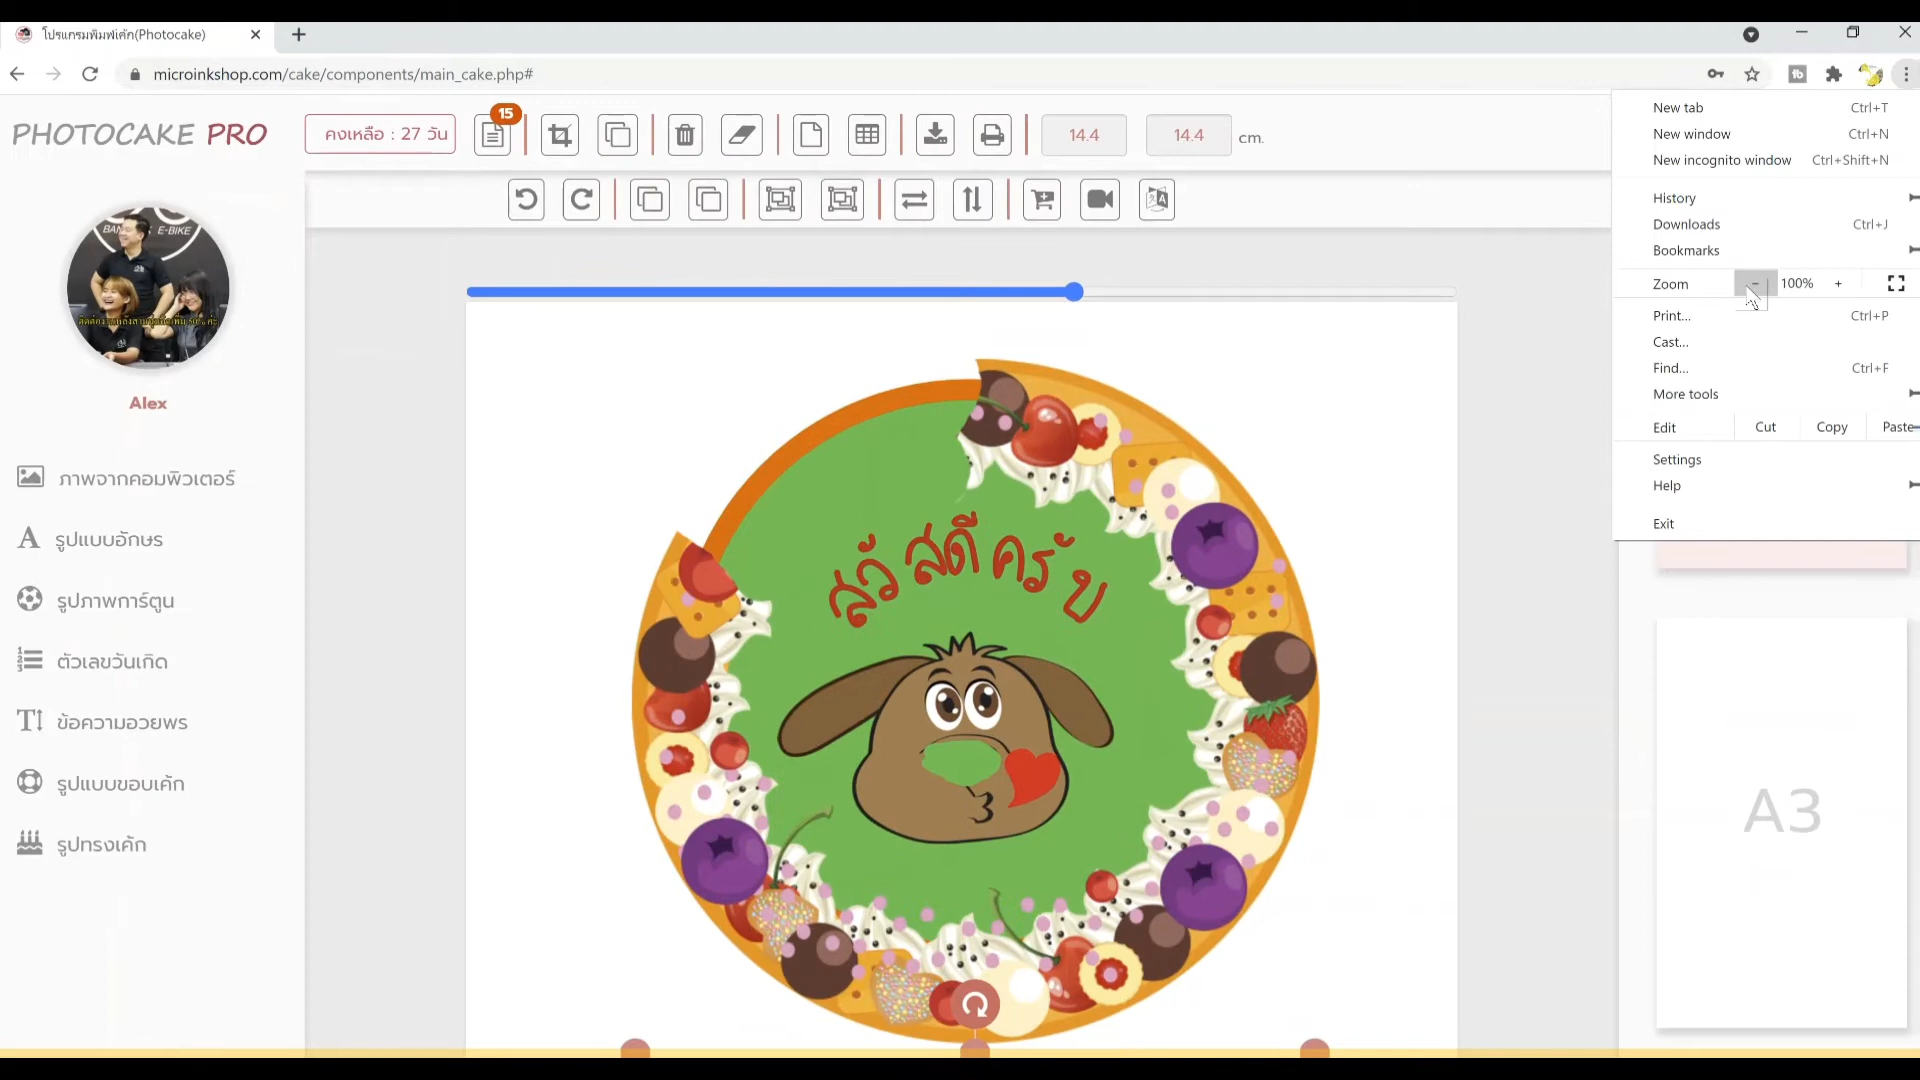 โปรแกรมพิมพ์เค้ก(Photocake)
microinkshop.com/cake/components/main_cake.php#
PHOTOCAKE PRO
คงเหลือ : 27 วัน
15
14.4
14.4
cm.
New tab Ctrl+T
New window Ctrl+N
New incognito window Ctrl+Shift+N
History
Downloads Ctrl+J
Bookmarks
Zoom - 100% +
Print... Ctrl+P
Cast...
Find... Ctrl+F
More tools
Edit Cut Copy Paste
Settings
Help
Exit
Alex
ภาพจากคอมพิวเตอร์
รูปแบบอักษร
รูปภาพการ์ตูน
ตัวเลขวันเกิด
ข้อความอวยพร
รูปแบบขอบเค้ก
รูปทรงเค้ก
สวัสดีครับ
A3